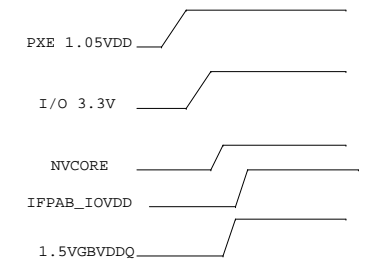 PXE 1.05VDD
I/O 3.3V
NVCORE
IFPAB_IOVDD
1.5VGBVDDQ